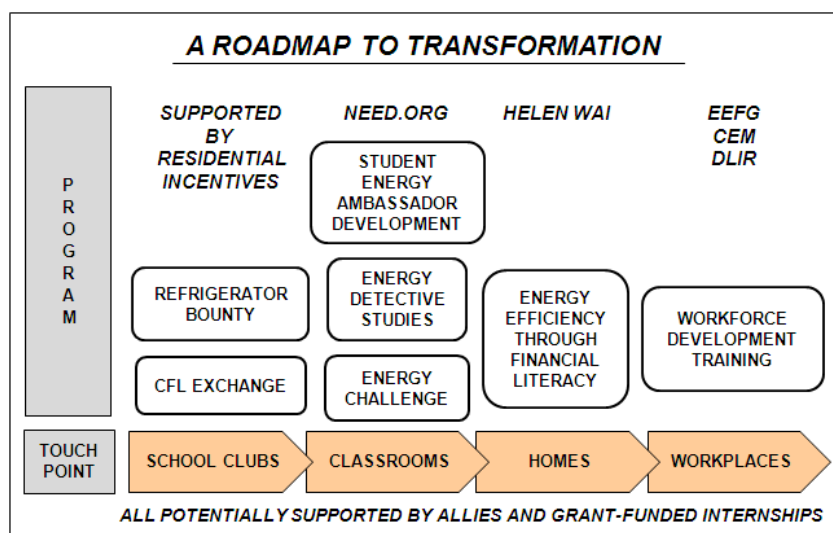 A ROADMAP TO TRANSFORMATION
PROGRAM
SUPPORTED
BY
RESIDENTIAL
INCENTIVES
REFRIGERATOR
BOUNTY
CFL EXCHANGE
NEED.ORG
STUDENT
ENERGY
AMBASSADOR
DEVELOPMENT
ENERGY
DETECTIVE
STUDIES
ENERGY
CHALLENGE
HELEN WAI
ENERGY
EFFICIENCY
THROUGH
FINANCIAL
LITERACY
EEFG
CEM
DLIR
WORKFORCE
DEVELOPMENT
TRAINING
TOUCH
POINT
SCHOOL CLUBS
CLASSROOMS
HOMES
WORKPLACES
ALL POTENTIALLY SUPPORTED BY ALLIES AND GRANT-FUNDED INTERNSHIPS